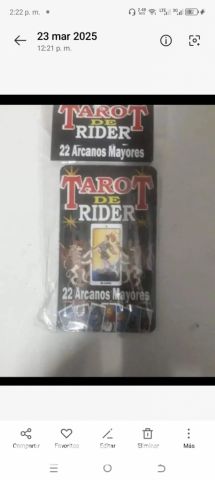 2:22 p. m.
23 mar 2025
12:21 p. m.
TAROT
DE
RIDER
22 Arcanos Mayores
TAROT
DE
RIDER
22 Arcanos Mayores
Compartir
Favoritos
Editar
Eliminar
Más